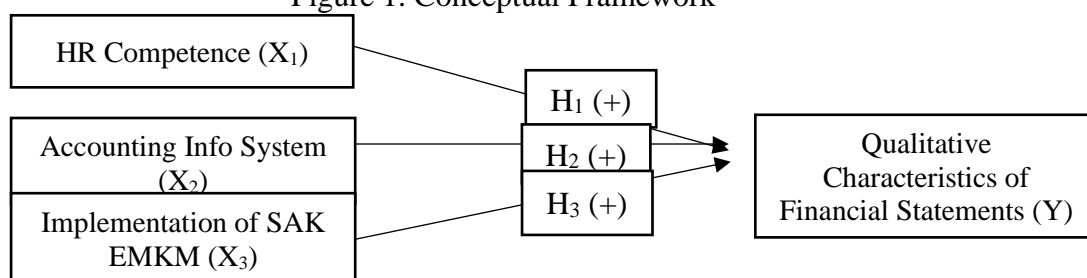 Figure 1. Conceptual Framework
HR Competence (X₁)
H₁ (+)
Accounting Info System
(X₂)
H₂ (+)
Implementation of SAK
EMKM (X₃)
H₃ (+)
Qualitative
Characteristics of
Financial Statements (Y)